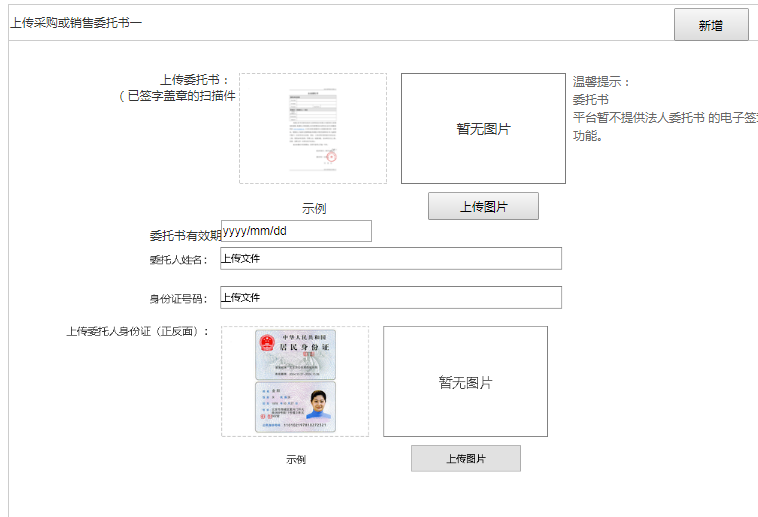 上传采购或销售委托书一
新增
上传委托书：
（已签字盖章的扫描件
暂无图片
温馨提示：
委托书
平台暂不提供法人委托书 的电子签
功能。
示例
上传图片
委托书有效期
yyyy/mm/dd
委托人姓名：
上传文件
身份证号码：
上传文件
上传委托人身份证（正反面）：
中华人民共和国
居民身份证
暂无图片
示例
上传图片